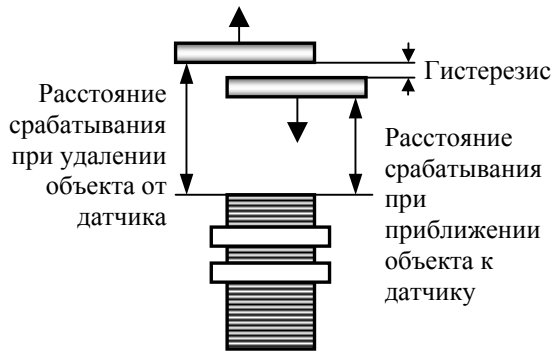 Расстояние
срабатывания
при удалении
объекта от
датчика
Гистерезис
Расстояние
срабатывания
при
приближении
объекта к
датчику